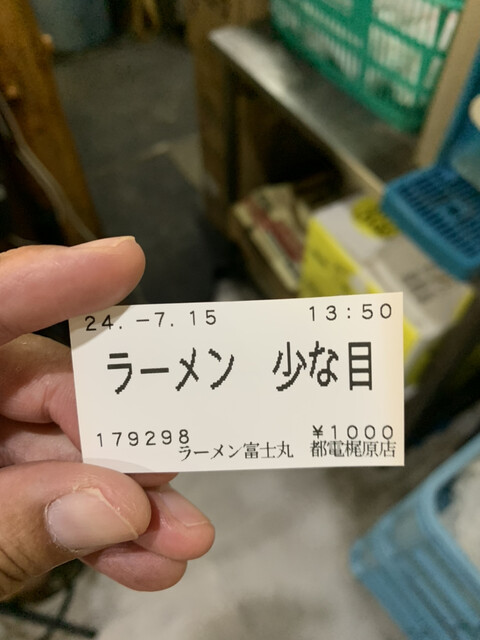 24.-7.15 13:50
ラーメン 少な目
179298 ¥1000
ラーメン富士丸 都電梶原店